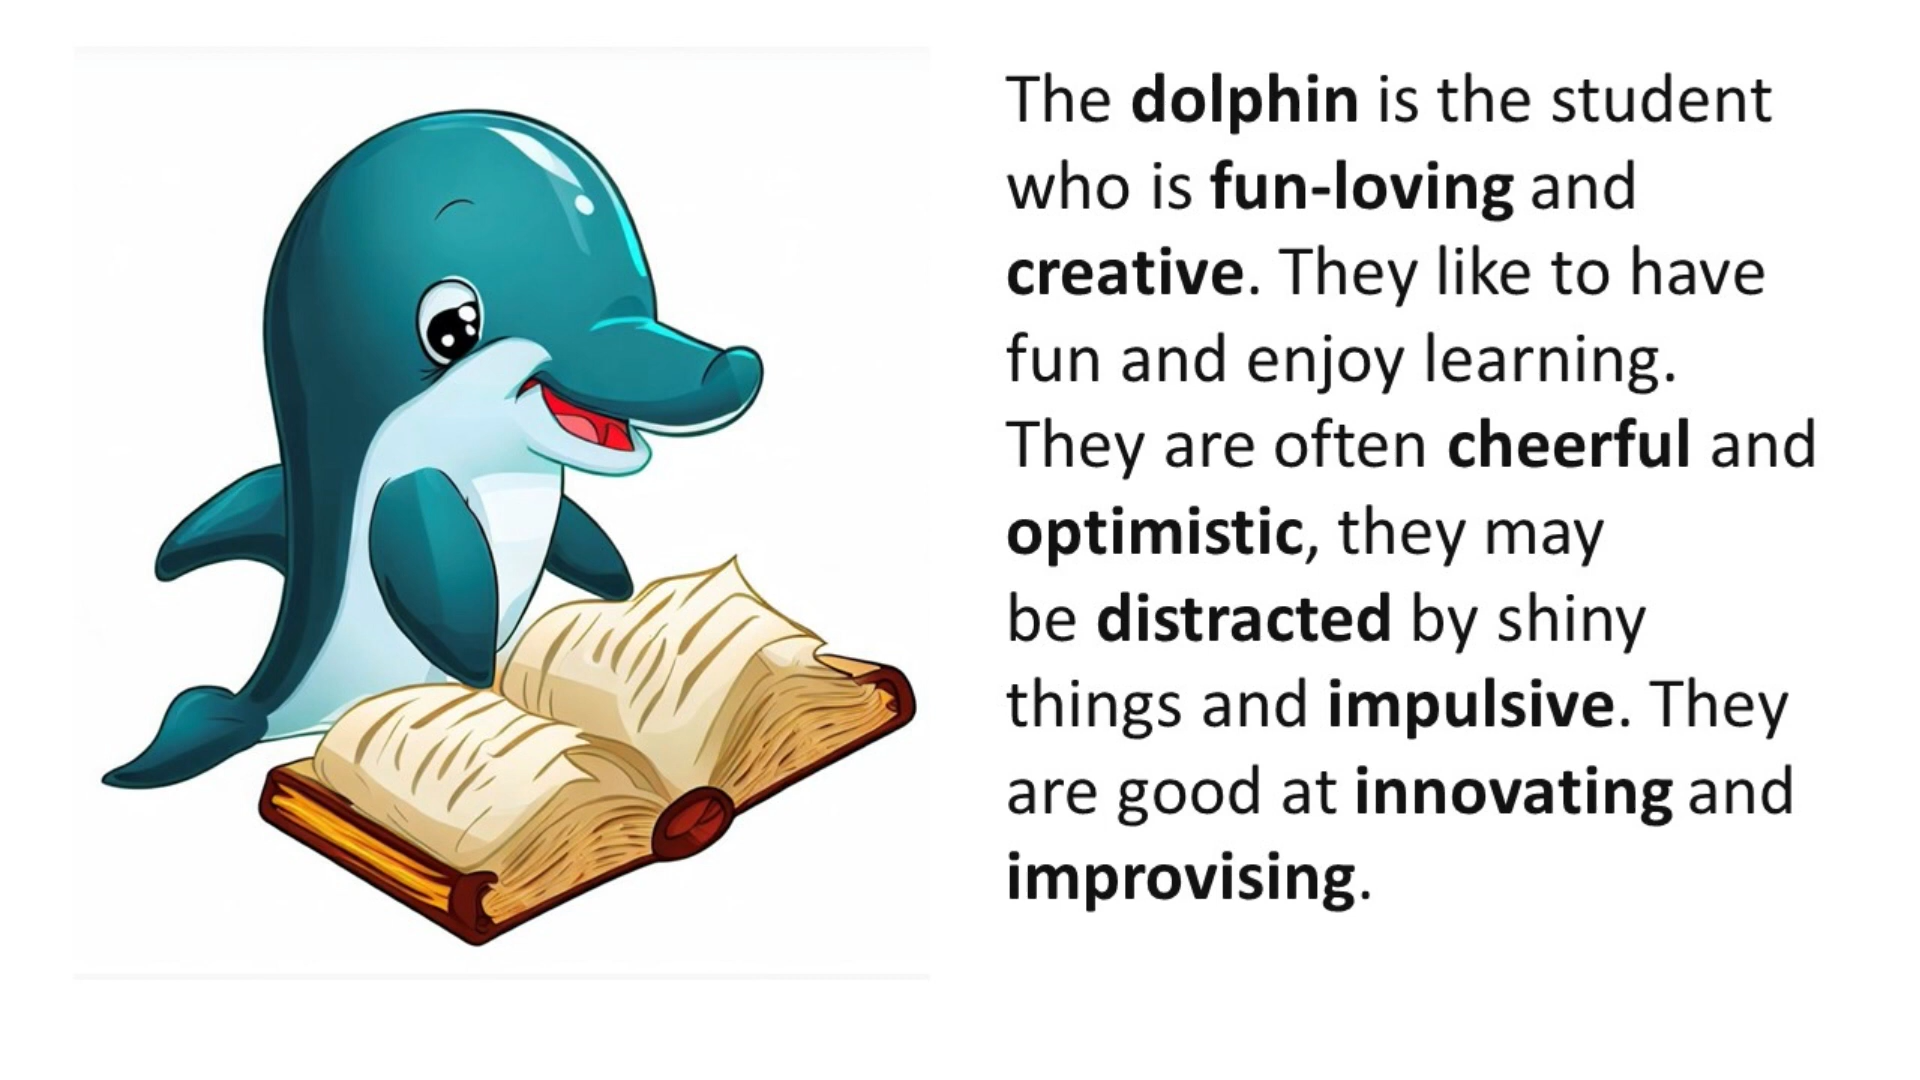 The dolphin is the student
who is fun-loving and
creative. They like to have
fun and enjoy learning.
They are often cheerful and
optimistic, they may
be distracted by shiny
things and impulsive. They
are good at innovating and
improvising.